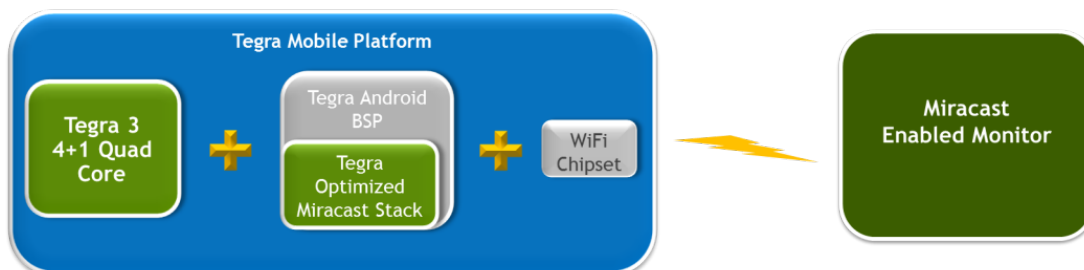 Tegra Mobile Platform
Tegra 3
4+1 Quad
Core
Tegra Android
BSP
Tegra
Optimized
Miracast Stack
WiFi
Chipset
Miracast
Enabled Monitor